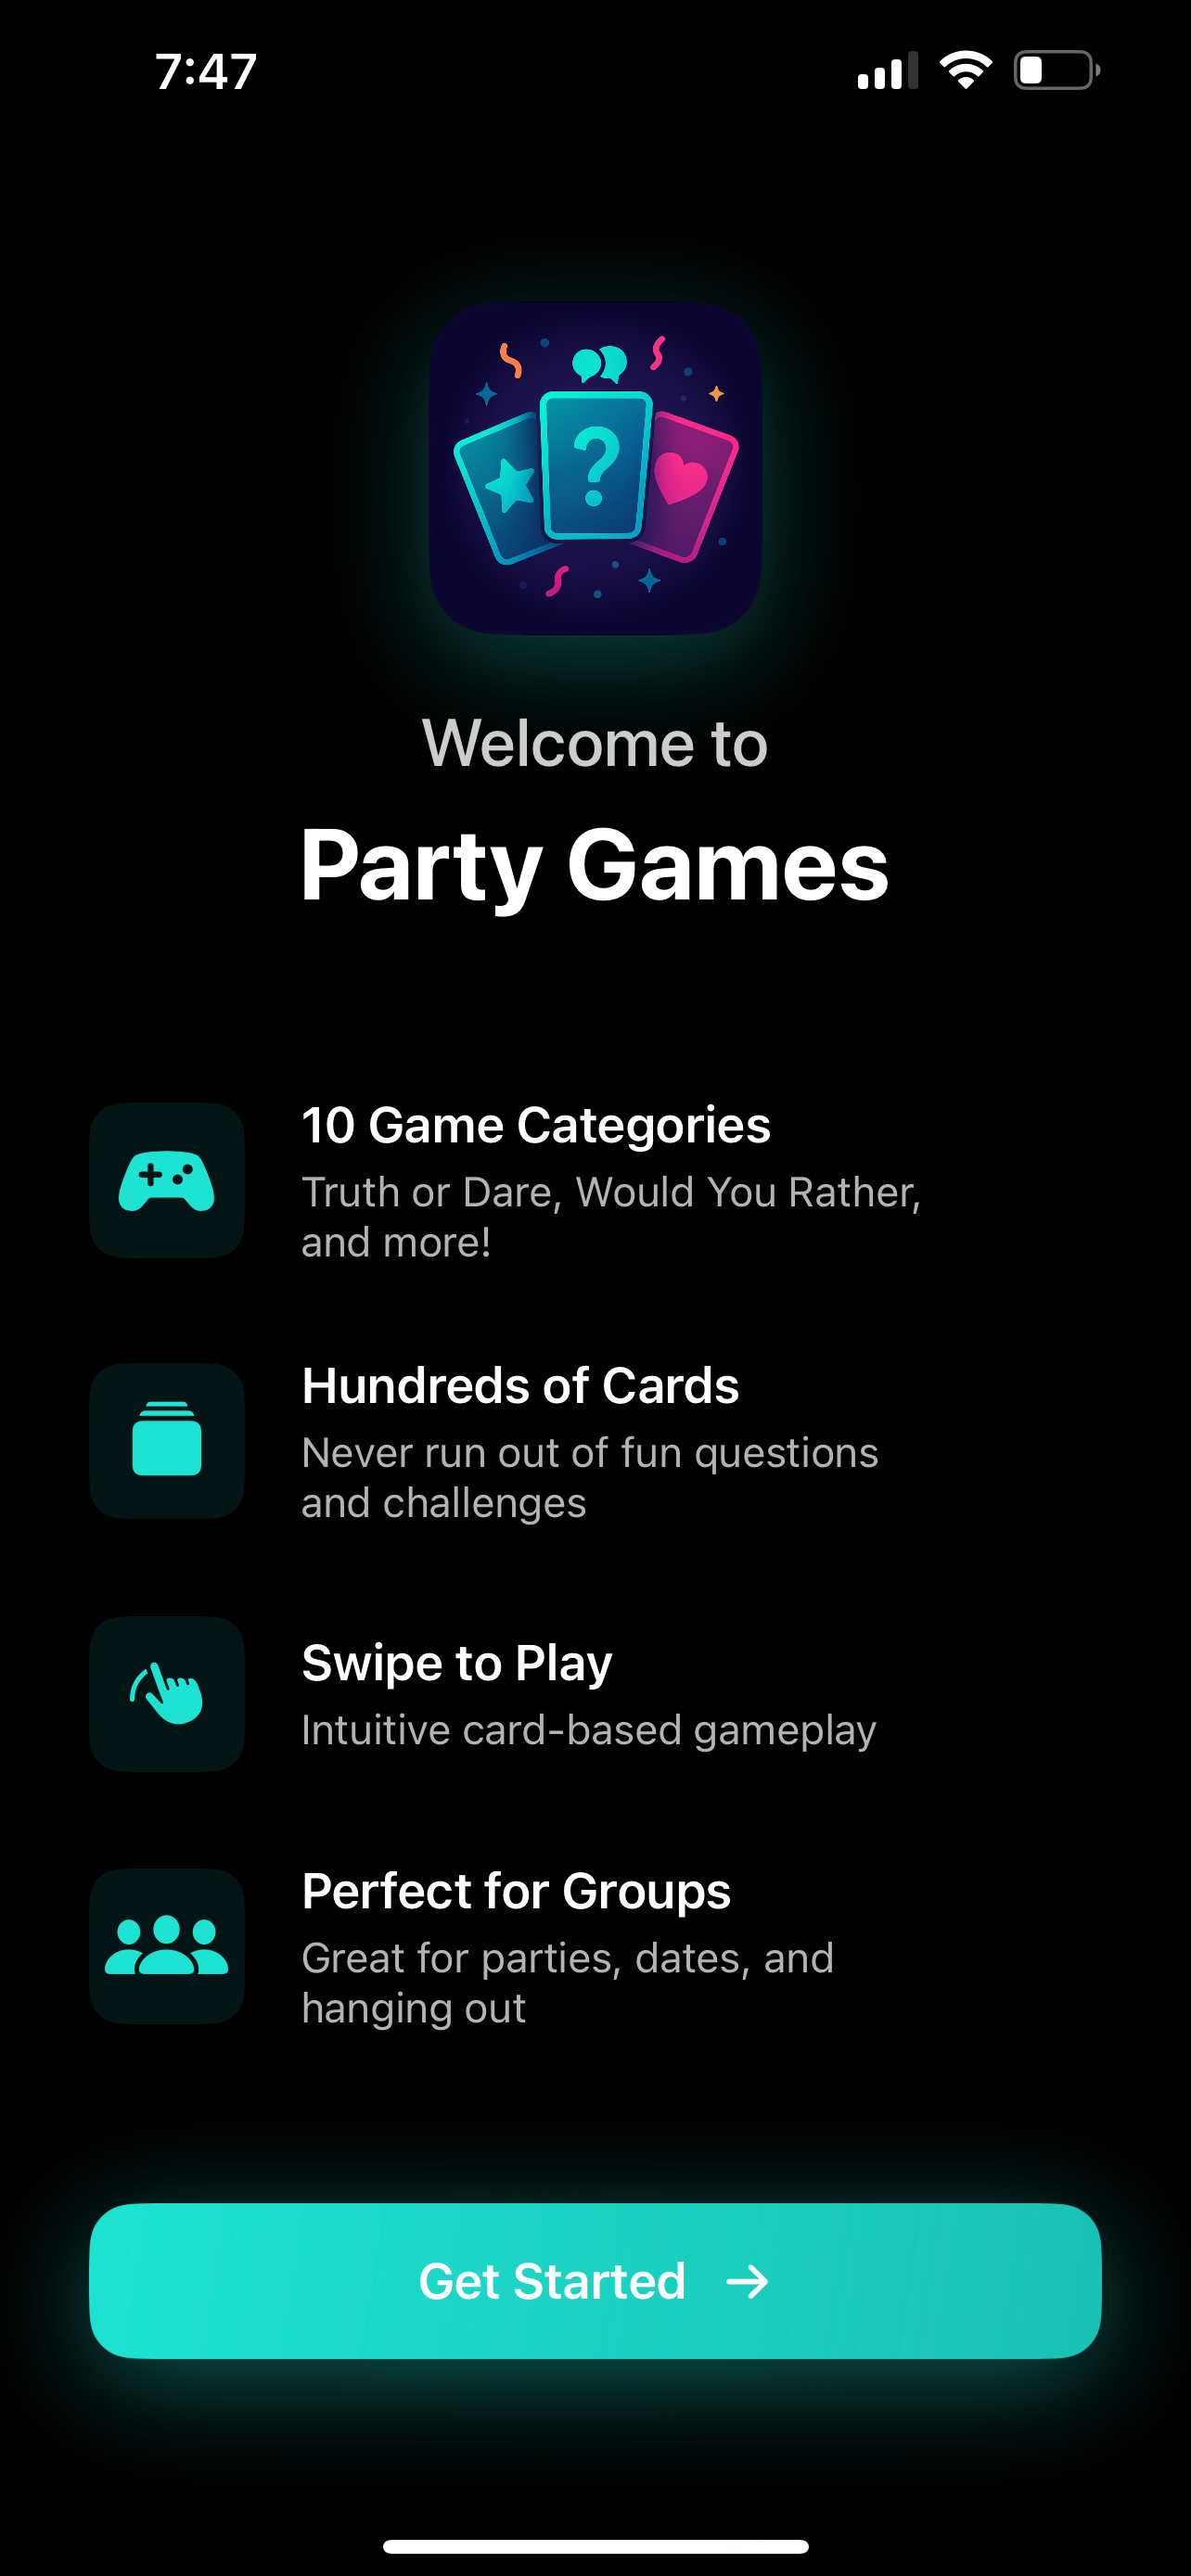 7:47
?
Welcome to
Party Games
10 Game Categories
Truth or Dare, Would You Rather,
and more!
Hundreds of Cards
Never run out of fun questions
and challenges
Swipe to Play
Intuitive card-based gameplay
Perfect for Groups
Great for parties, dates, and
hanging out
Get Started →